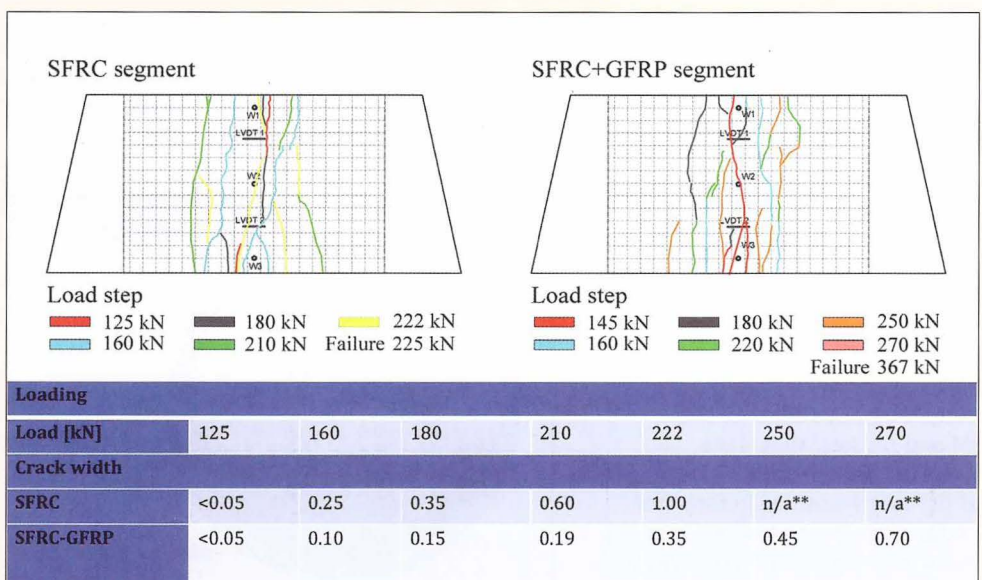 SFRC segment
W1
LVDT 1
W2
LVDT 2
W3
Load step
125 kN 180 kN 222 kN
160 kN 210 kN Failure 225 kN
SFRC+GFRP segment
W1
LVDT 1
W2
LVDT 2
W3
Load step
145 kN 180 kN 250 kN
160 kN 220 kN 270 kN
Failure 367 kN
Loading
Load [kN] 125 160 180 210 222 250 270
Crack width
SFRC <0.05 0.25 0.35 0.60 1.00 n/a** n/a**
SFRC-GFRP <0.05 0.10 0.15 0.19 0.35 0.45 0.70